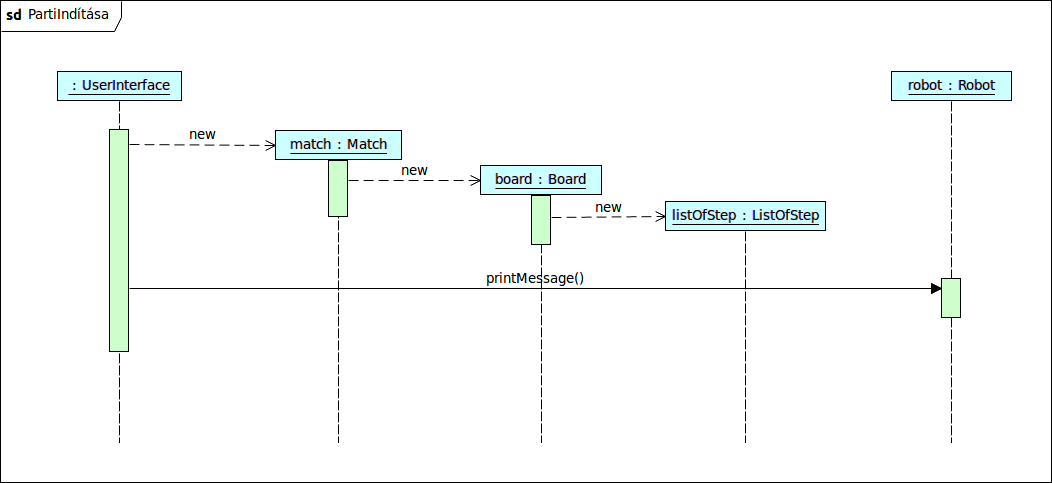 sd PartiIndítása
: UserInterface
robot : Robot
new
match : Match
new
board : Board
new
listOfStep : ListOfStep
printMessage()